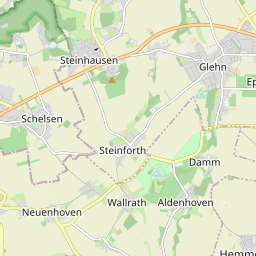 Steinhausen
Glehn
Ep
Schelsen
Steinforth
Damm
Wallrath
Aldenhoven
Neuenhoven
Hemme